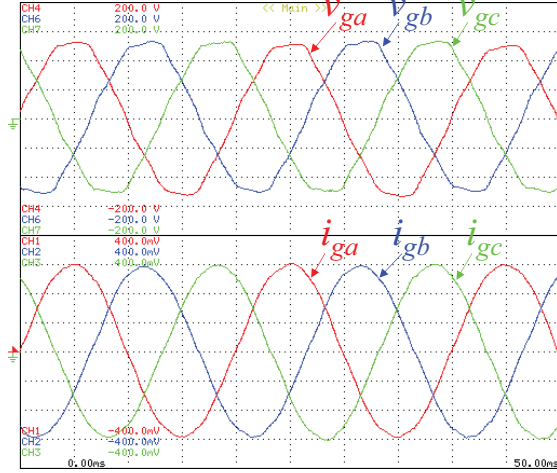 CH4 200.0 V << Main >>
CH6 200.0 V
CH7 200.0 V
vga vgb vgc
CH4 -200.0 V
CH6 -200.0 V
CH7 -200.0 V
CH1 400.0mV
CH2 400.0mV
CH3 400.0mV
iga igb igc
CH1 -400.0mV
CH2 -400.0mV
CH3 -400.0mV
0.00ms 50.00ms